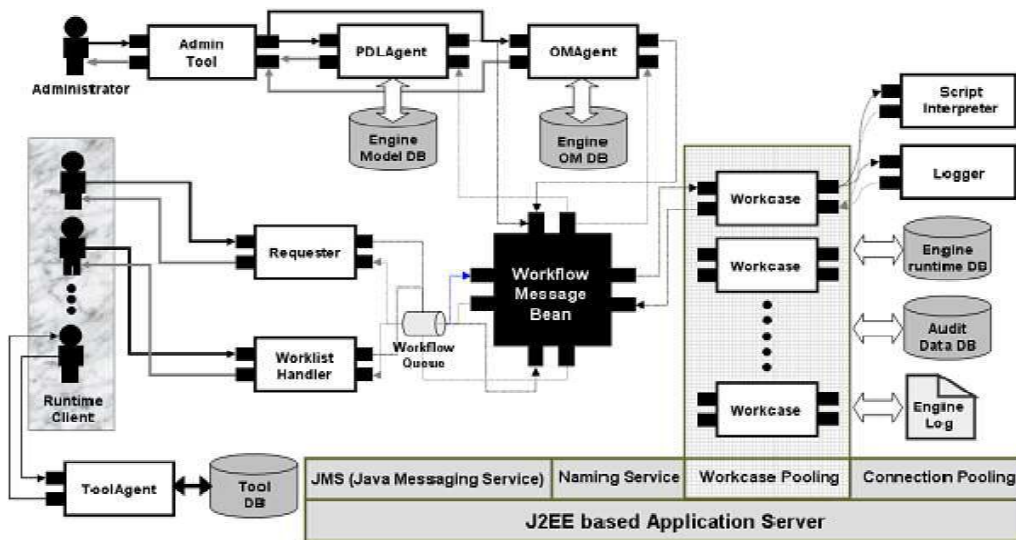 Admin
Tool
PDLAgent
OMAgent
Administrator
Engine
Model DB
Engine
OM DB
Script
Interpreter
Logger
Workcase
Requester
Workflow
Message
Bean
Workcase
Engine
runtime DB
Workflow
Queue
Worklist
Handler
Audit
Data DB
Runtime
Client
Workcase
Engine
Log
ToolAgent
Tool
DB
JMS (Java Messaging Service)
Naming Service
Workcase Pooling
Connection Pooling
J2EE based Application Server